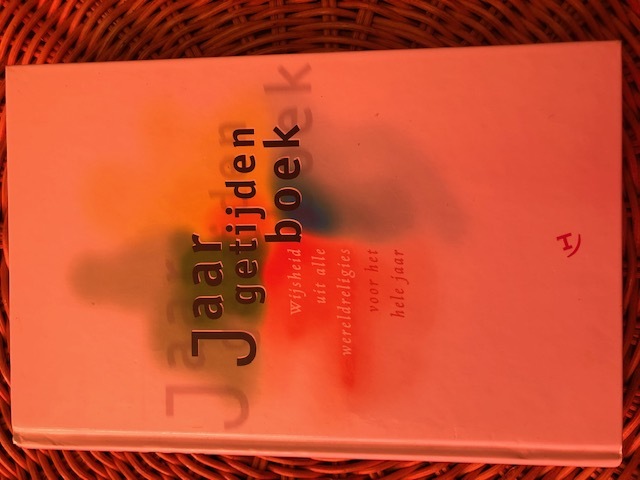 Jaar
getijden
boek
Wijsheid
uit alle
wereldreligies
voor het
hele jaar
H